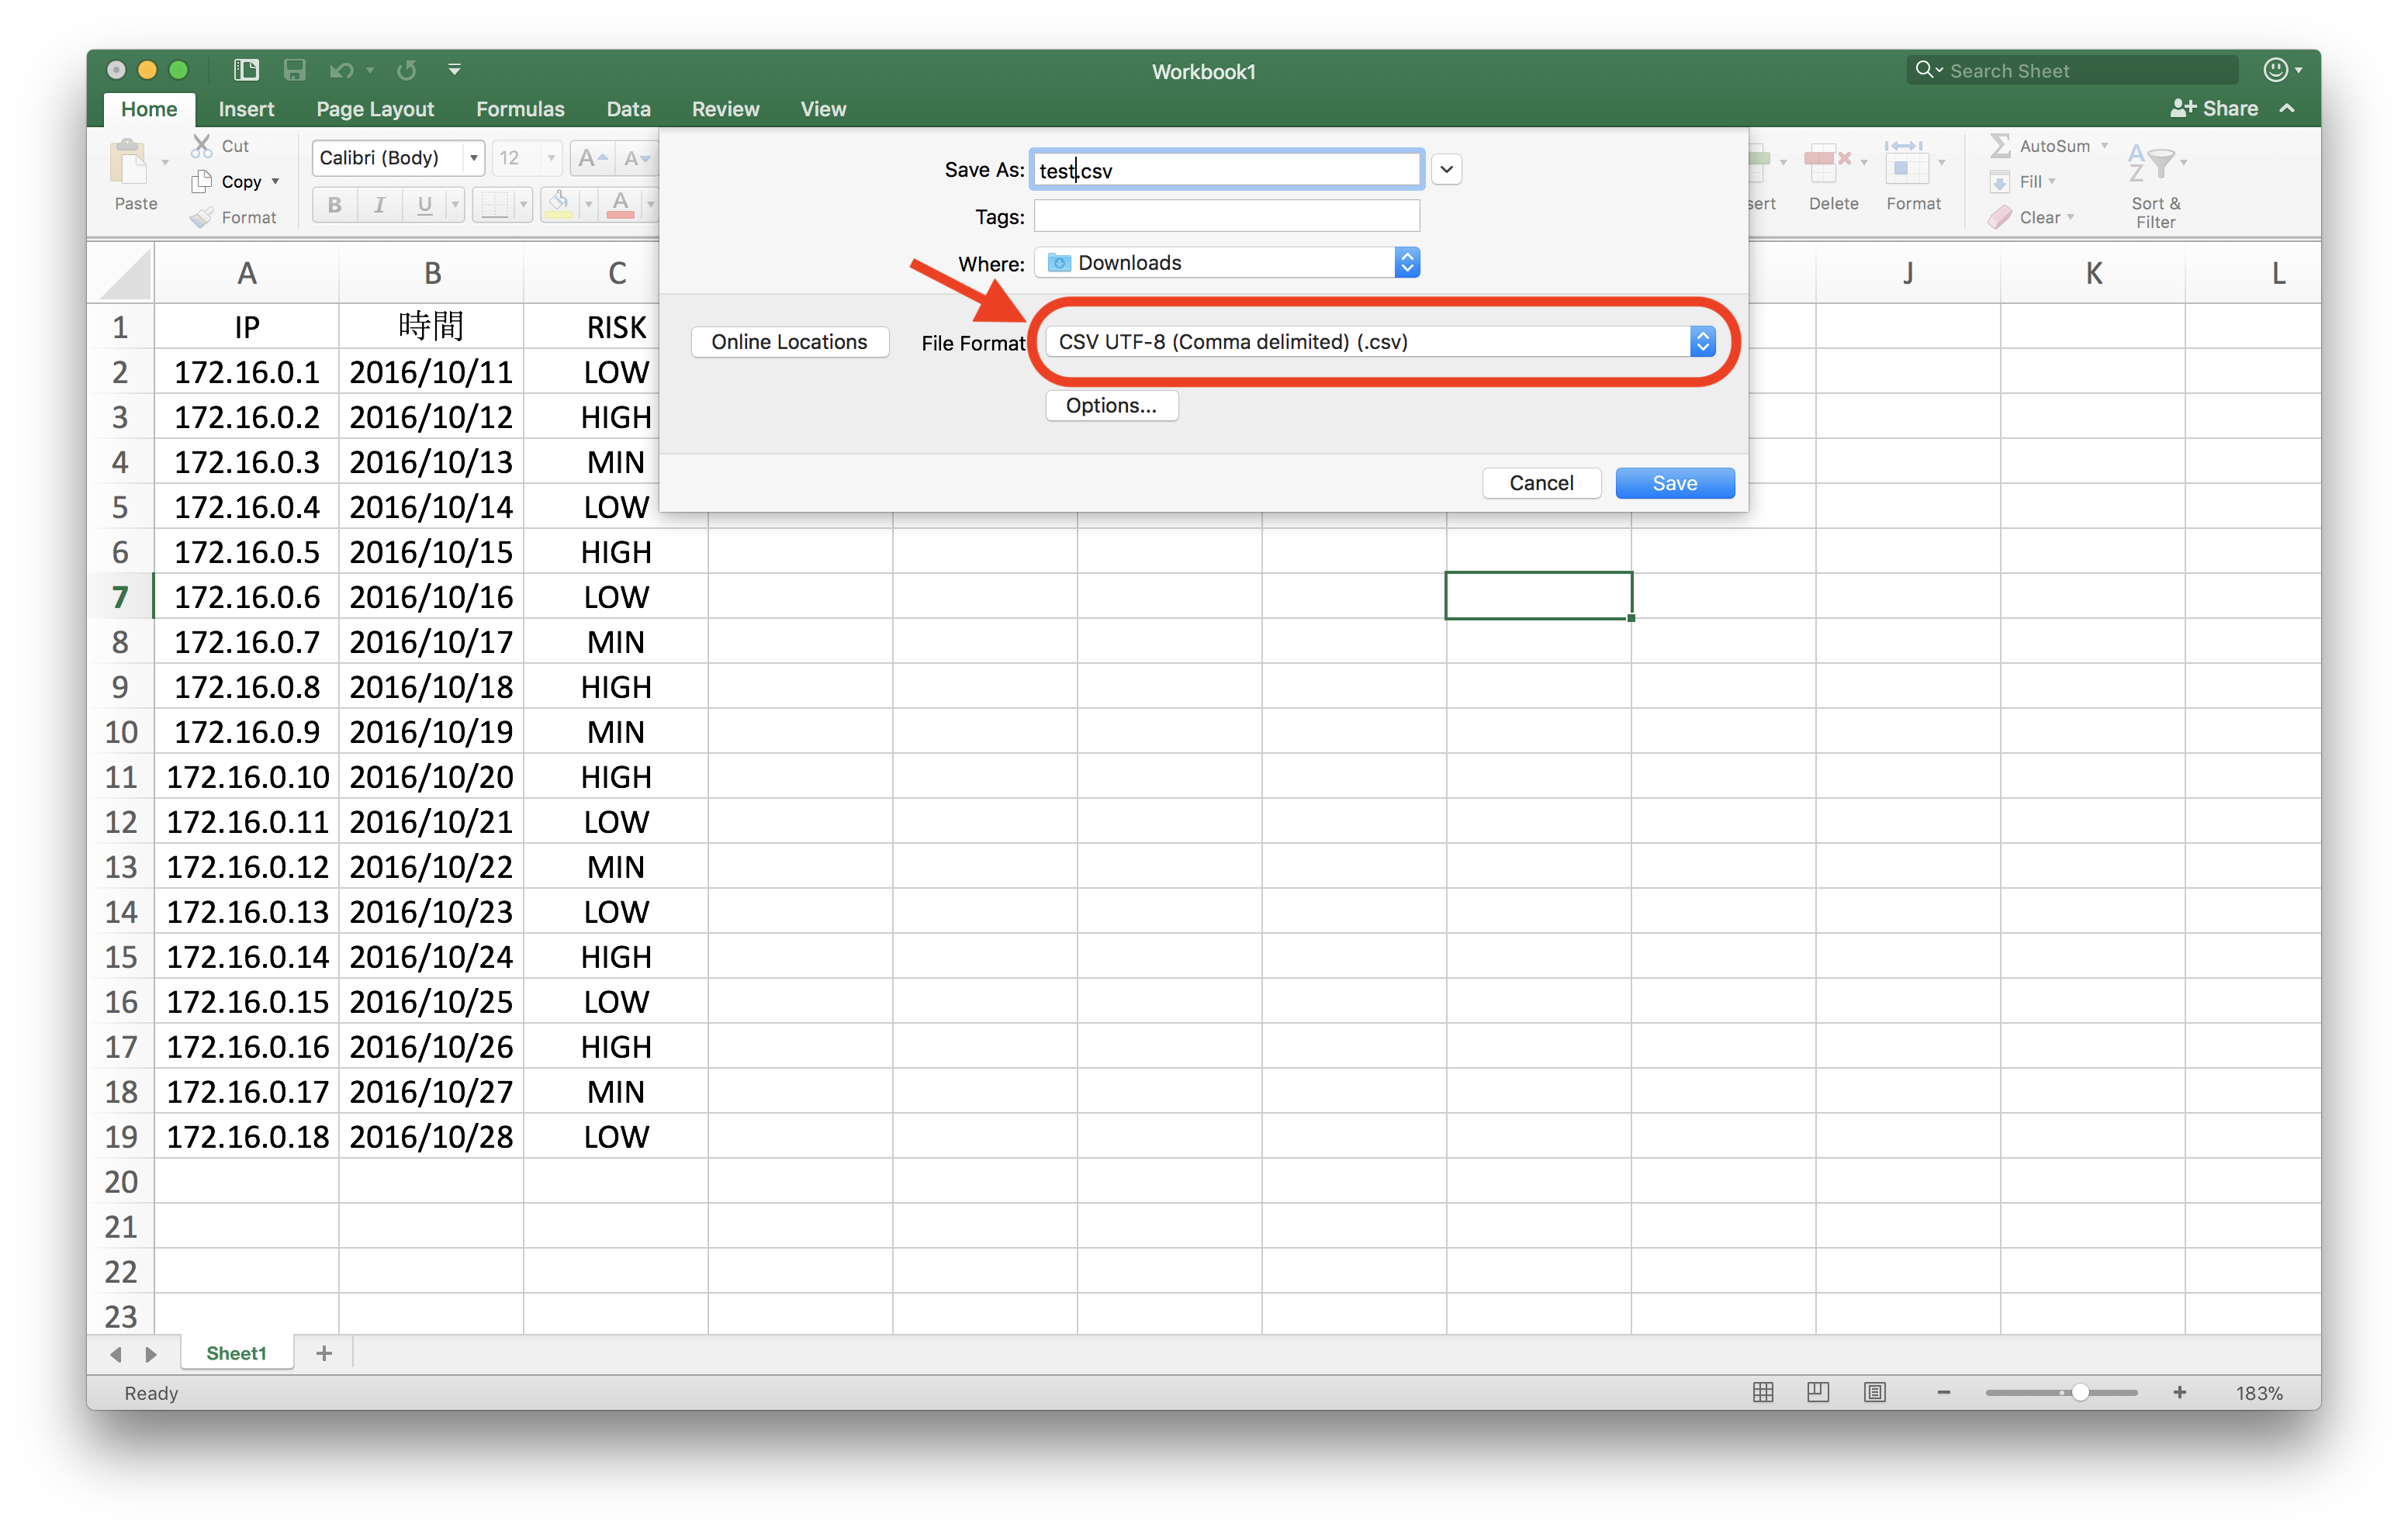 Workbook1
Search Sheet
Home Insert Page Layout Formulas Data Review View
Share
Paste
Cut
Copy
Format
Calibri (Body) 12 A A
B I U A
sert Delete Format
AutoSum
Fill
Clear
A
Z
Sort &
Filter
Save As: test.csv
Tags:
Where: Downloads
Online Locations File Format CSV UTF-8 (Comma delimited) (.csv)
Options...
Cancel Save
A B C J K L
1 IP 時間 RISK
2 172.16.0.1 2016/10/11 LOW
3 172.16.0.2 2016/10/12 HIGH
4 172.16.0.3 2016/10/13 MIN
5 172.16.0.4 2016/10/14 LOW
6 172.16.0.5 2016/10/15 HIGH
7 172.16.0.6 2016/10/16 LOW
8 172.16.0.7 2016/10/17 MIN
9 172.16.0.8 2016/10/18 HIGH
10 172.16.0.9 2016/10/19 MIN
11 172.16.0.10 2016/10/20 HIGH
12 172.16.0.11 2016/10/21 LOW
13 172.16.0.12 2016/10/22 MIN
14 172.16.0.13 2016/10/23 LOW
15 172.16.0.14 2016/10/24 HIGH
16 172.16.0.15 2016/10/25 LOW
17 172.16.0.16 2016/10/26 HIGH
18 172.16.0.17 2016/10/27 MIN
19 172.16.0.18 2016/10/28 LOW
20
21
22
23
Sheet1 +
Ready
183%